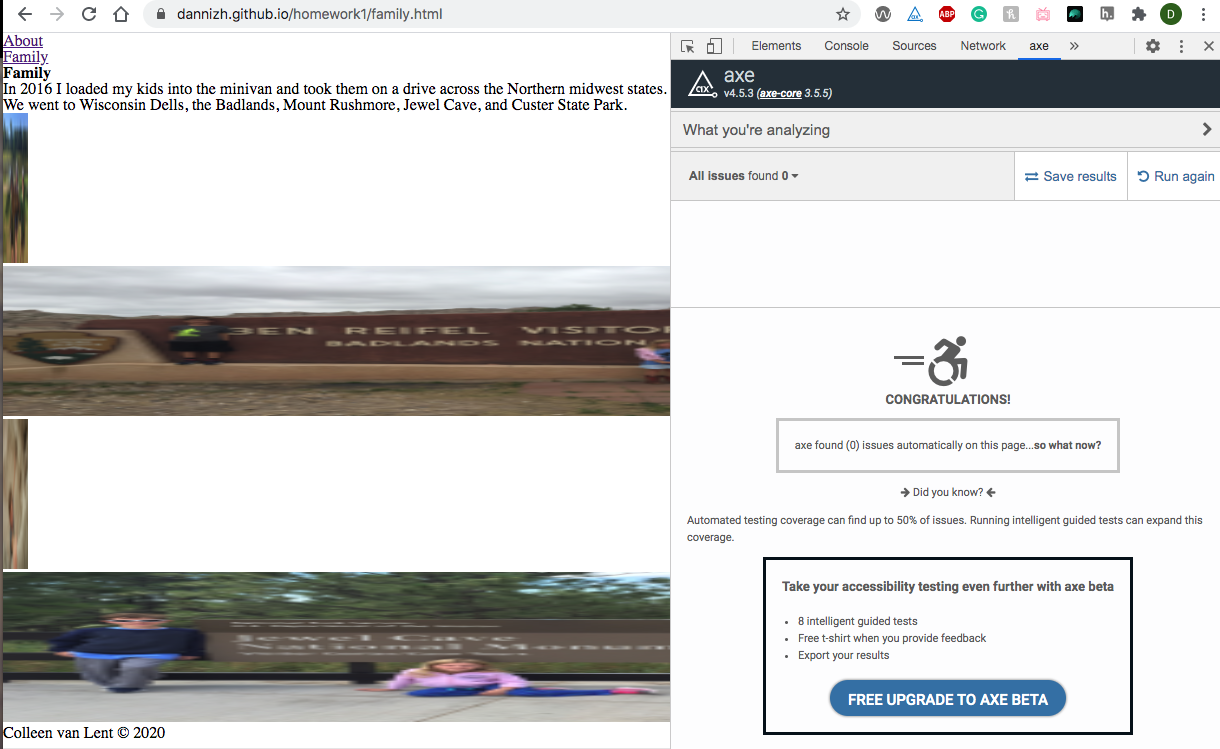 dannizh.github.io/homework1/family.html
ABP
h.
D
About
Family
Family
In 2016 I loaded my kids into the minivan and took them on a drive across the Northern midwest states.
We went to Wisconsin Dells, the Badlands, Mount Rushmore, Jewel Cave, and Custer State Park.
BEN REIFEL VISITO
BADLANDS NATION
Jewel Cave
National Monum
Colleen van Lent © 2020
Elements Console Sources Network axe »
axe
v4.5.3 (axe-core 3.5.5)
What you're analyzing
All issues found 0
Save results
Run again
CONGRATULATIONS!
axe found (0) issues automatically on this page...so what now?
Did you know?
Automated testing coverage can find up to 50% of issues. Running intelligent guided tests can expand this
coverage.
Take your accessibility testing even further with axe beta
• 8 intelligent guided tests
• Free t-shirt when you provide feedback
• Export your results
FREE UPGRADE TO AXE BETA